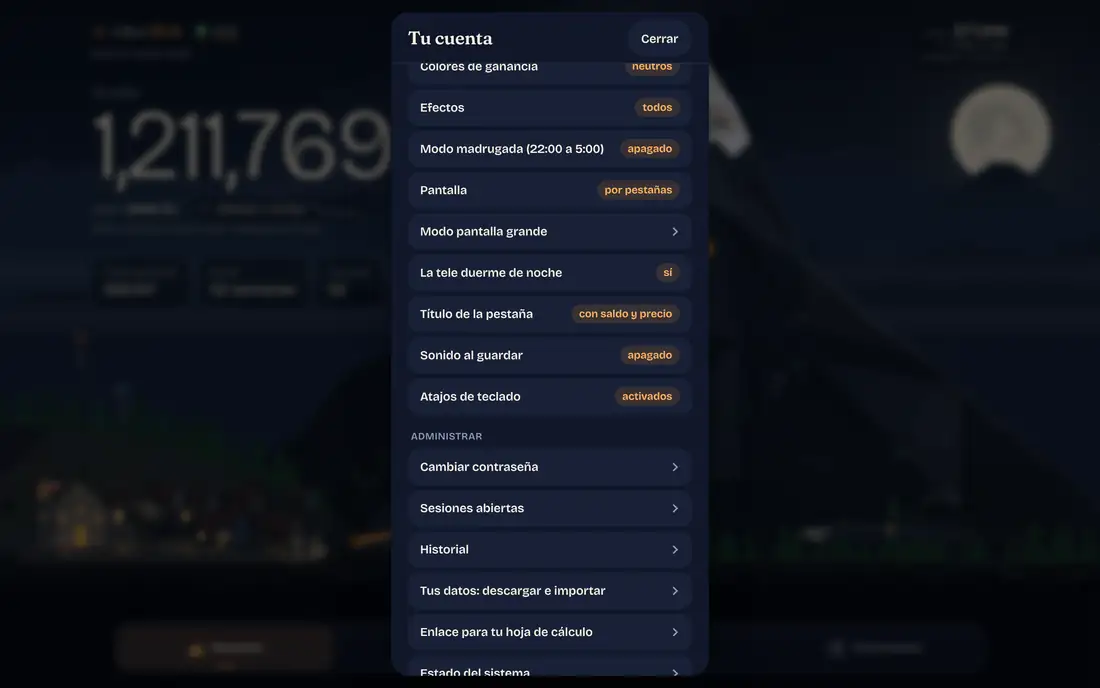 Tu cuenta
Cerrar
Colores de ganancia
neutros
Efectos
todos
Modo madrugada (22:00 a 5:00)
apagado
Pantalla
por pestañas
Modo pantalla grande
La tele duerme de noche
sí
Título de la pestaña
con saldo y precio
Sonido al guardar
apagado
Atajos de teclado
activados
ADMINISTRAR
Cambiar contraseña
Sesiones abiertas
Historial
Tus datos: descargar e importar
Enlace para tu hoja de cálculo
Estado del sistema
1,211,769